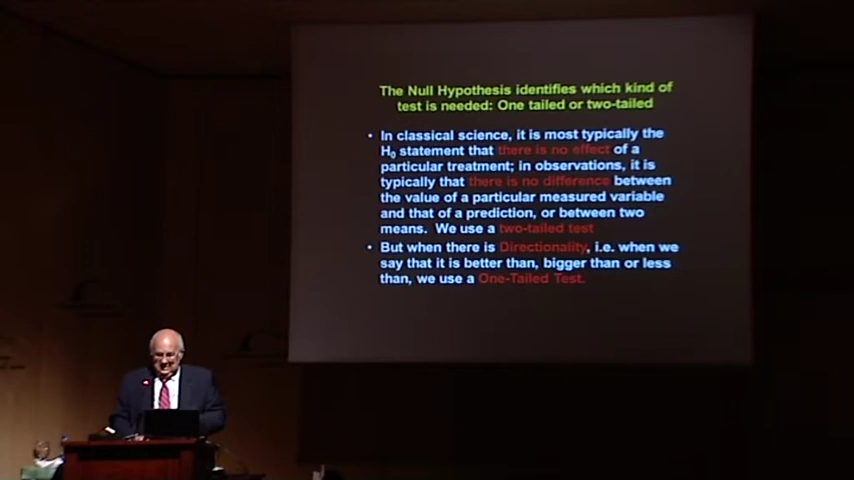 The Null Hypothesis identifies which kind of
test is needed: One tailed or two-tailed
• In classical science, it is most typically the
H₀ statement that there is no effect of a
particular treatment; in observations, it is
typically that there is no difference between
the value of a particular measured variable
and that of a prediction, or between two
means. We use a two-tailed test
• But when there is Directionality, i.e. when we
say that it is better than, bigger than or less
than, we use a One-Tailed Test.